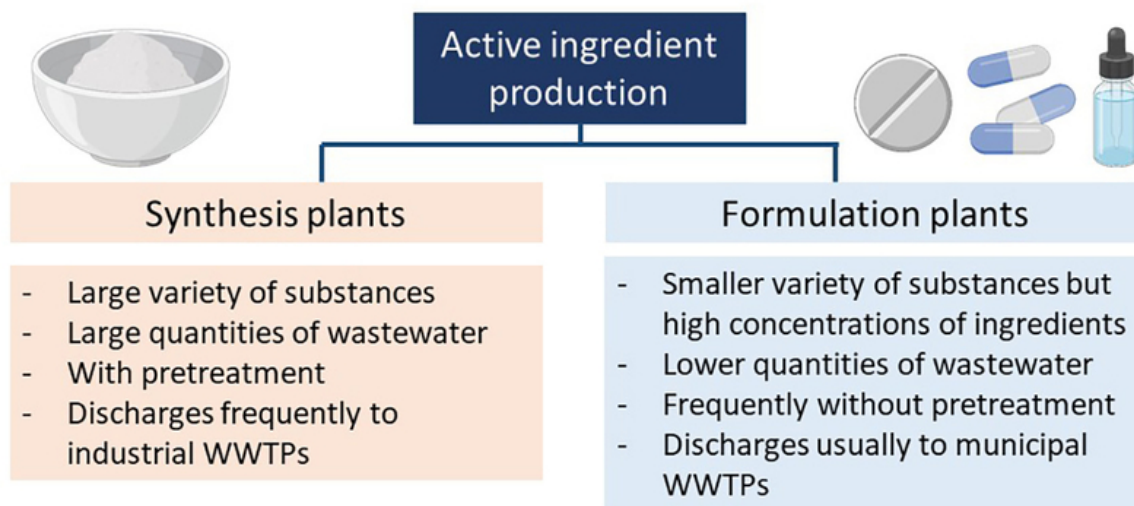 Active ingredient
production
Synthesis plants
- Large variety of substances
- Large quantities of wastewater
- With pretreatment
- Discharges frequently to
industrial WWTPs
Formulation plants
- Smaller variety of substances but
high concentrations of ingredients
- Lower quantities of wastewater
- Frequently without pretreatment
- Discharges usually to municipal
WWTPs